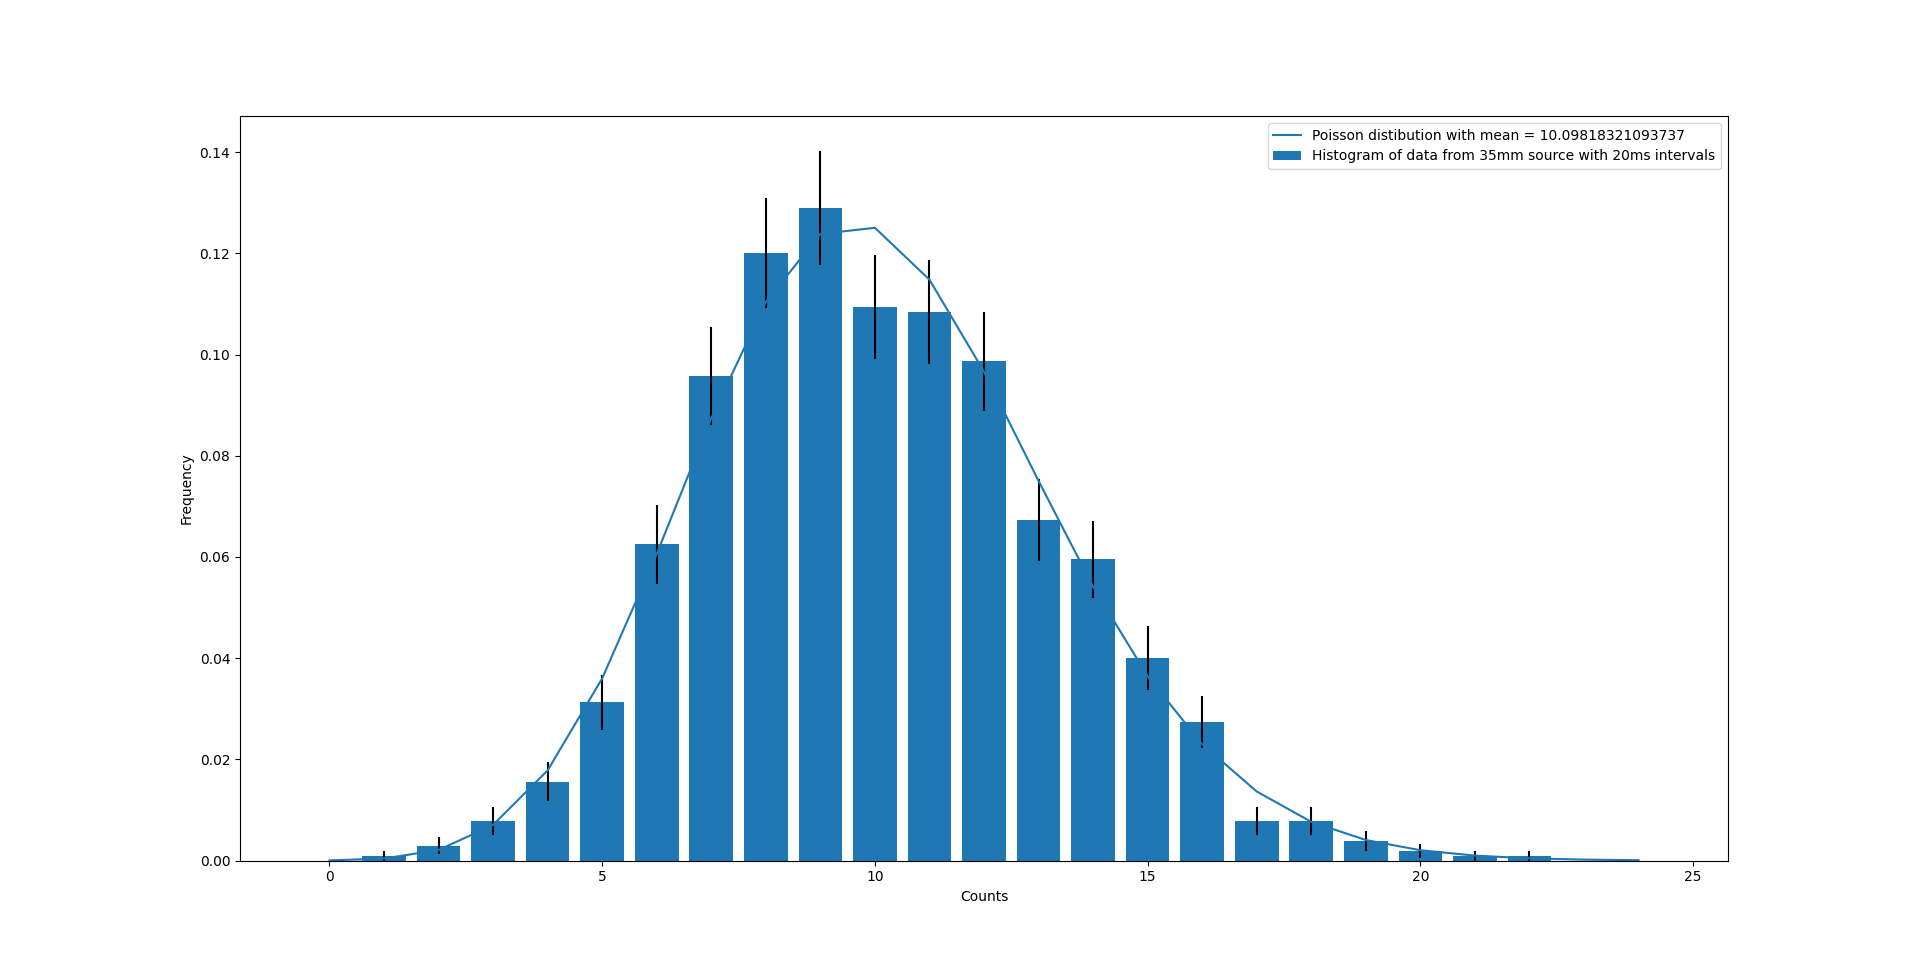 Poisson distibution with mean = 10.09818321093737
Histogram of data from 35mm source with 20ms intervals
0.14
0.12
0.10
0.08
0.06
0.04
0.02
0.00
Frequency
0 5 10 15 20 25
Counts